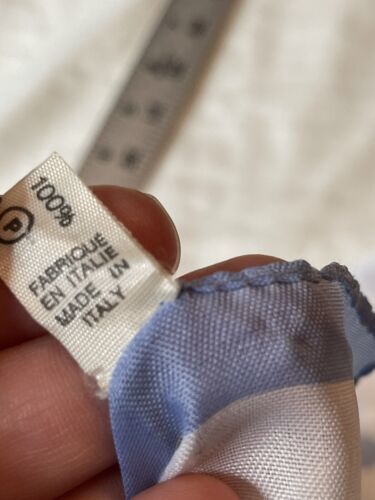 100%
P
FABRIQUE
EN ITALIE
MADE IN
ITALY